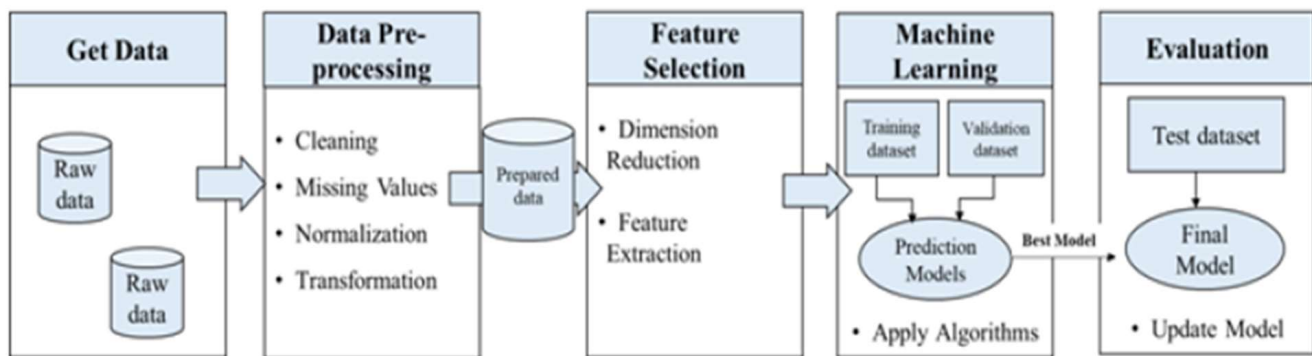 Get Data
Raw
data
Raw
data
Data Pre-
processing
• Cleaning
• Missing Values
• Normalization
• Transformation
Prepared
data
Feature
Selection
• Dimension
Reduction
• Feature
Extraction
Machine
Learning
Training
dataset
Validation
dataset
Prediction
Models
• Apply Algorithms
Best Model
Evaluation
Test dataset
Final
Model
• Update Model